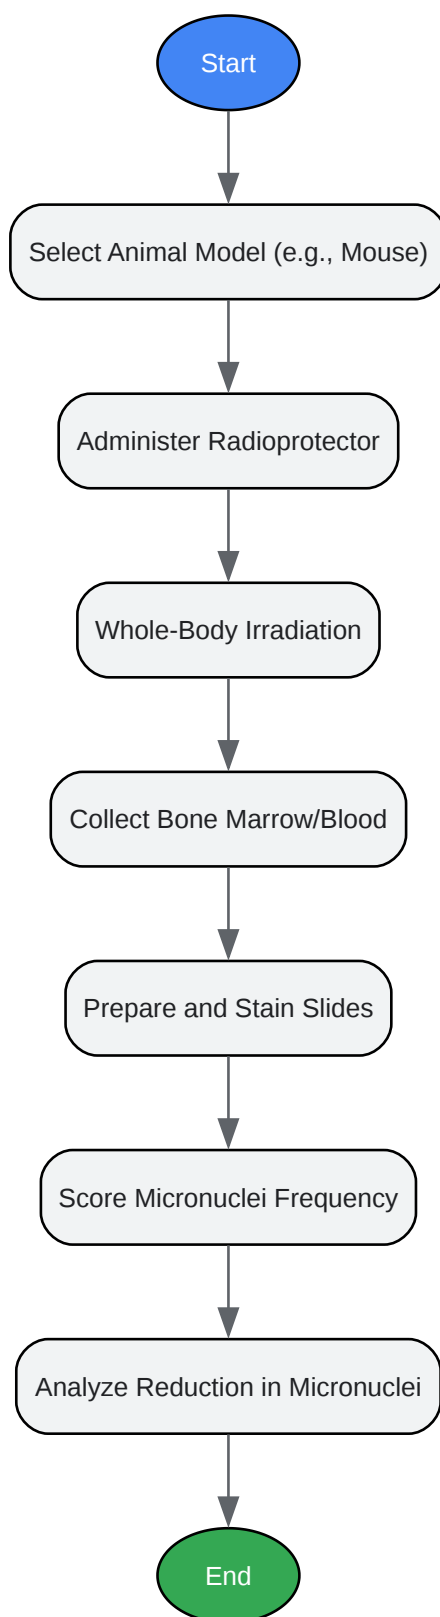 Start
Select Animal Model (e.g., Mouse)
Administer Radioprotector
Whole-Body Irradiation
Collect Bone Marrow/Blood
Prepare and Stain Slides
Score Micronuclei Frequency
Analyze Reduction in Micronuclei
End